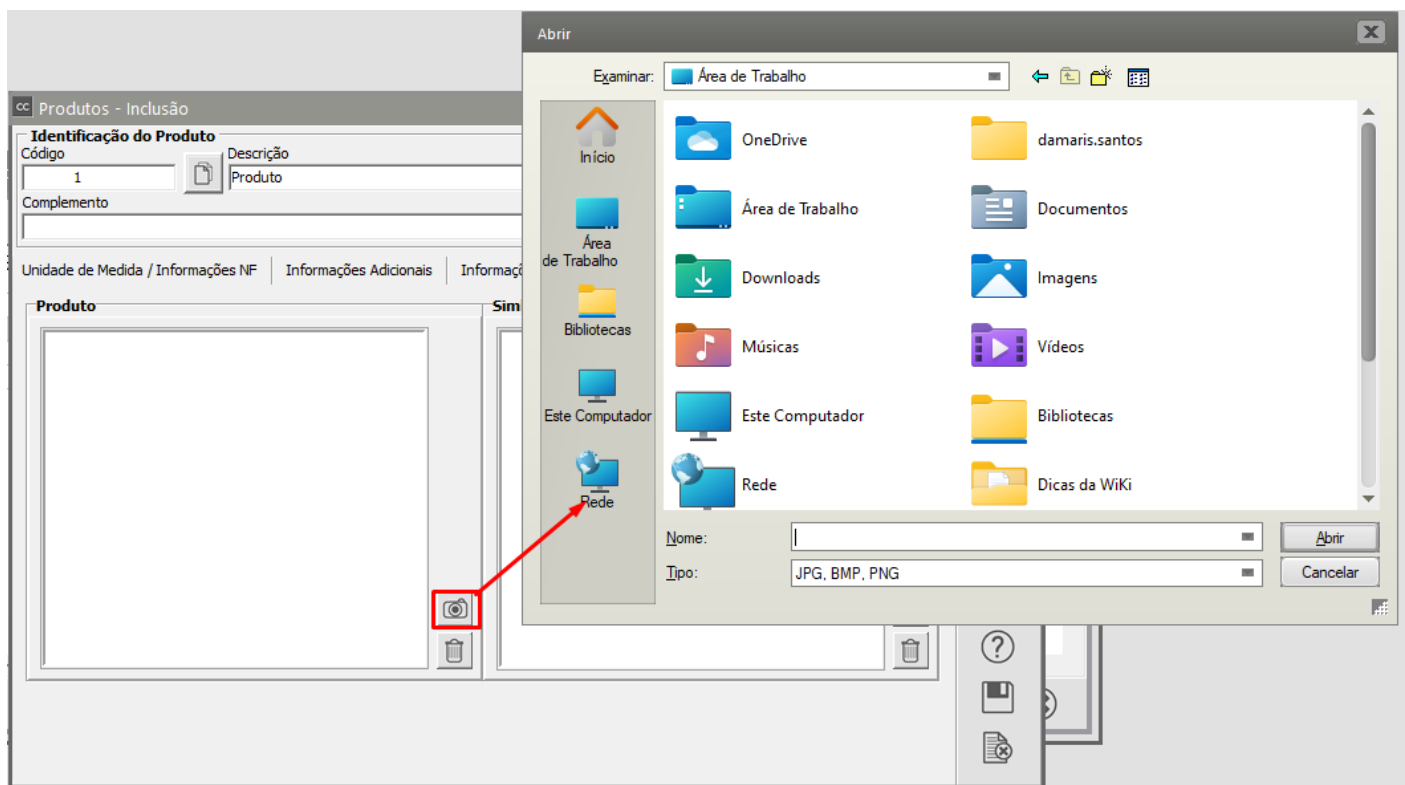 Abrir
Examinar:
Área de Trabalho
Início
Área
de Trabalho
Bibliotecas
Este Computador
Rede
OneDrive
damaris.santos
Área de Trabalho
Documentos
Downloads
Imagens
Músicas
Vídeos
Este Computador
Bibliotecas
Rede
Dicas da WiKi
Nome:
Abrir
Tipo:
JPG, BMP, PNG
Cancelar
cc Produtos - Inclusão
Identificação do Produto
Código
Descrição
1
Produto
Complemento
Unidade de Medida / Informações NF
Informações Adicionais
Produto